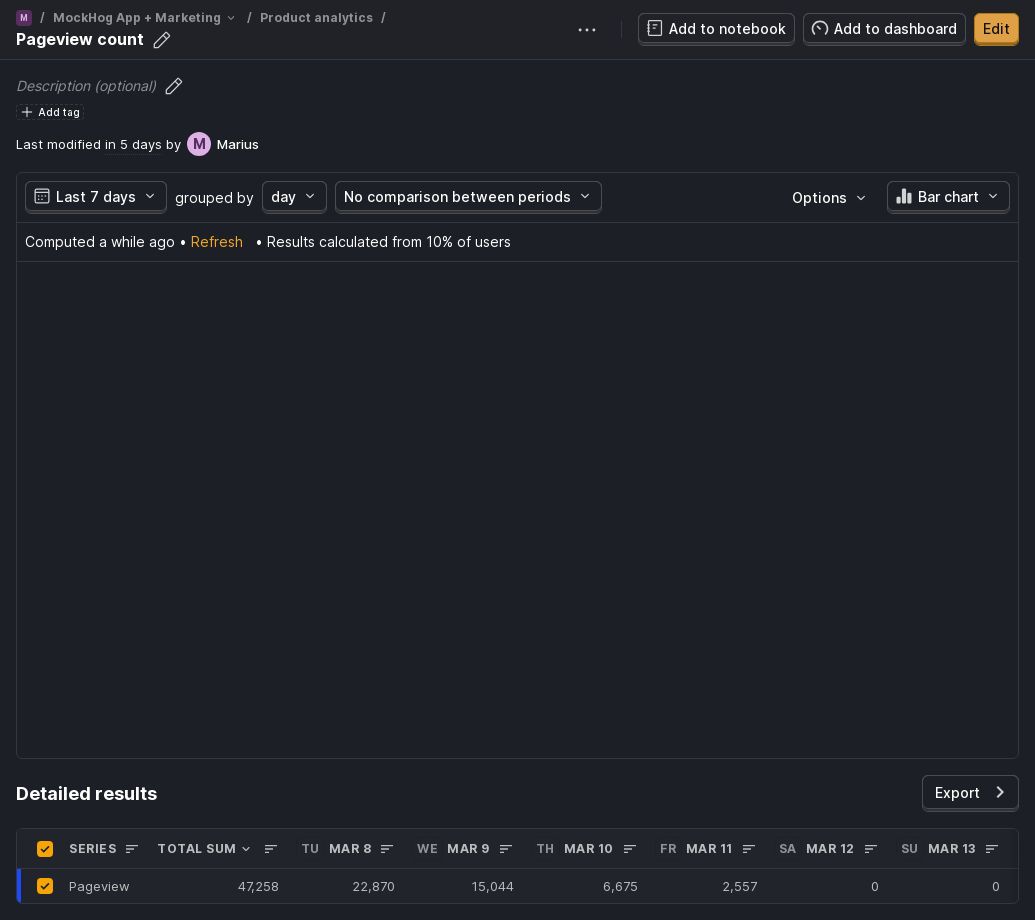 M / MockHog App + Marketing / Product analytics /
Pageview count
Add to notebook
Add to dashboard
Edit
Description (optional)
Add tag
Last modified in 5 days by M Marius
Last 7 days grouped by day No comparison between periods Options Bar chart
Computed a while ago • Refresh • Results calculated from 10% of users
Detailed results
Export
SERIES TOTAL SUM TU MAR 8 WE MAR 9 TH MAR 10 FR MAR 11 SA MAR 12 SU MAR 13
Pageview 47,258 22,870 15,044 6,675 2,557 0 0